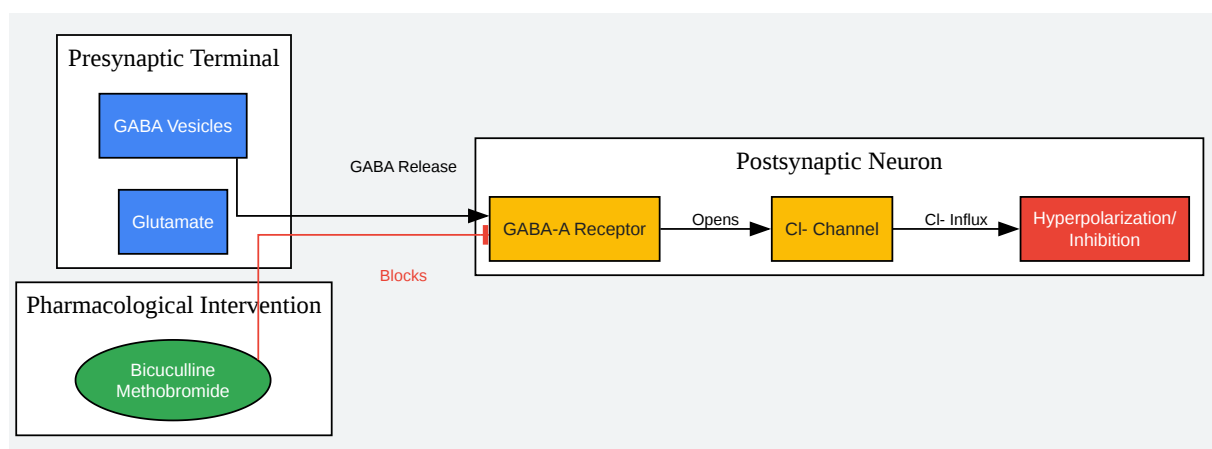 Presynaptic Terminal
GABA Vesicles
Glutamate
GABA Release
Postsynaptic Neuron
GABA-A Receptor
Opens
Cl- Channel
Cl- Influx
Hyperpolarization/
Inhibition
Blocks
Pharmacological Intervention
Bicuculline
Methobromide